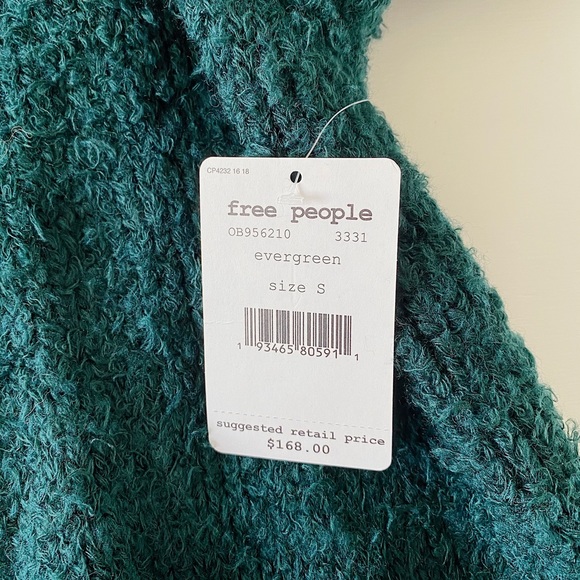 CP4232 16 18
free people
OB956210 3331
evergreen
size S
1 93465 80591 1
suggested retail price
$168.00